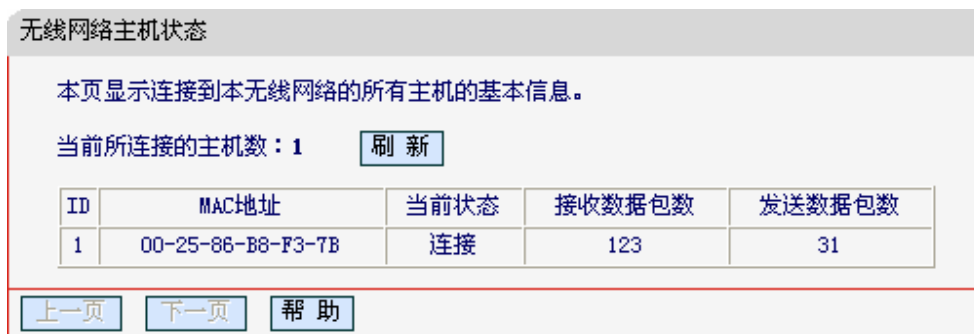 无线网络主机状态
本页显示连接到本无线网络的所有主机的基本信息。
当前所连接的主机数：1 刷 新
ID MAC地址 当前状态 接收数据包数 发送数据包数
1 00-25-86-B8-F3-7B 连接 123 31
上一页 下一页 帮 助